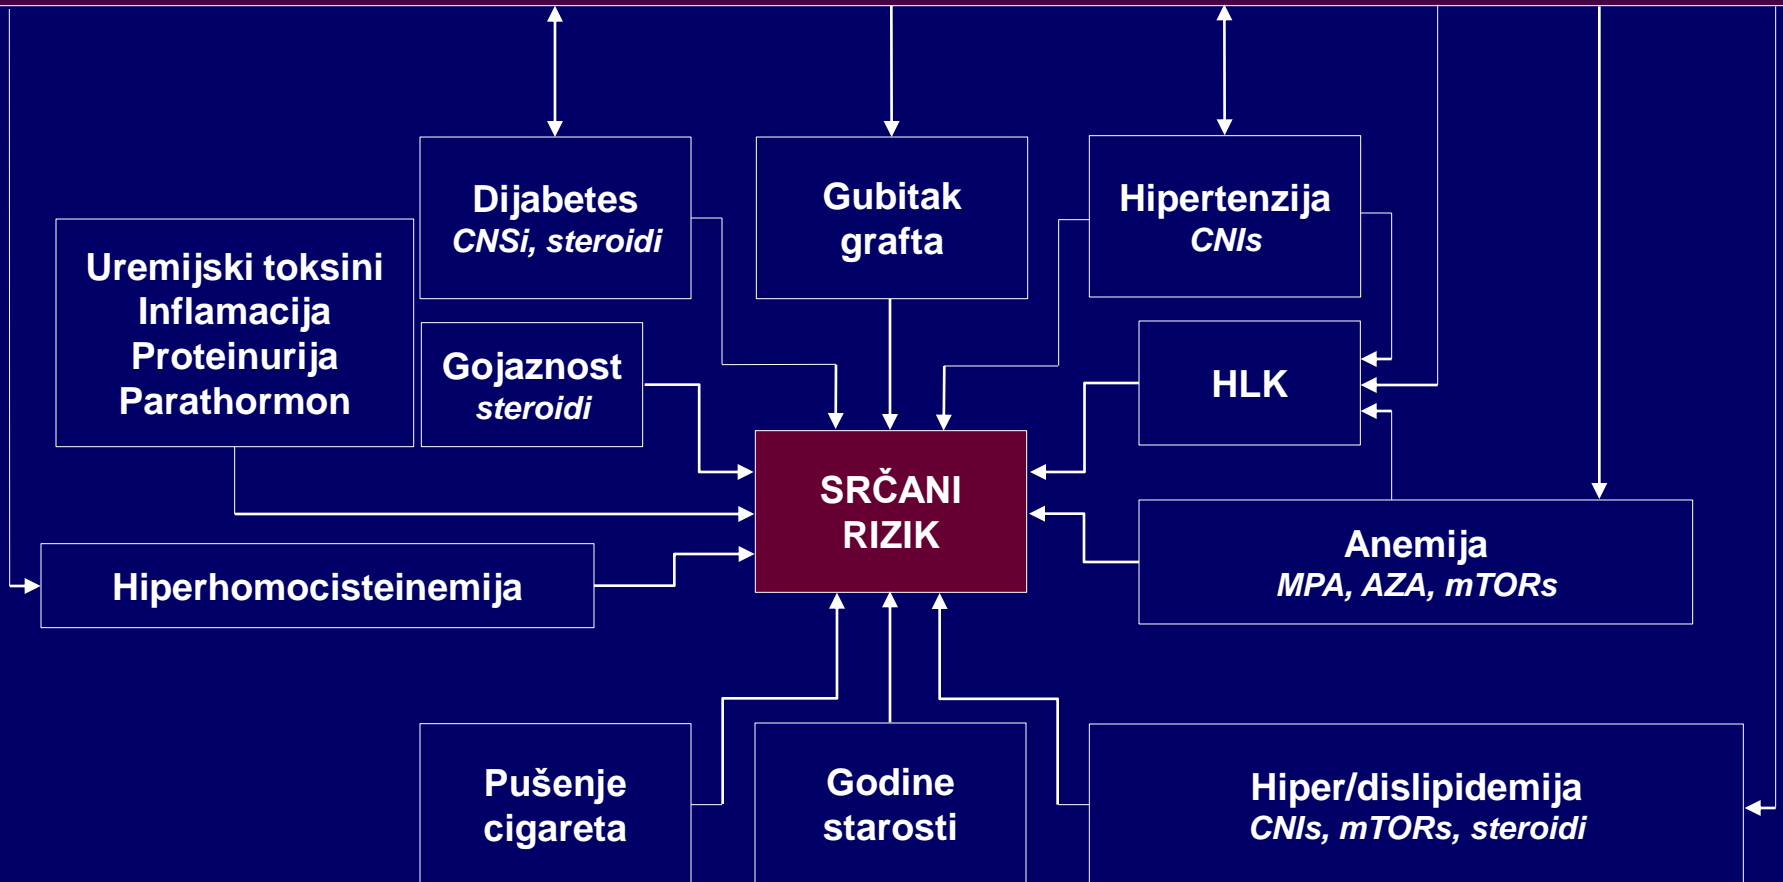 Dijabetes
CNSi, steroidi
Gubitak
grafta
Hipertenzija
CNIs
Uremijski toksini
Inflamacija
Proteinurija
Parathormon
Gojaznost
steroidi
HLK
SRČANI
RIZIK
Anemija
MPA, AZA, mTORs
Hiperhomocisteinemija
Pušenje
cigareta
Godine
starosti
Hiper/dislipidemija
CNIs, mTORs, steroidi